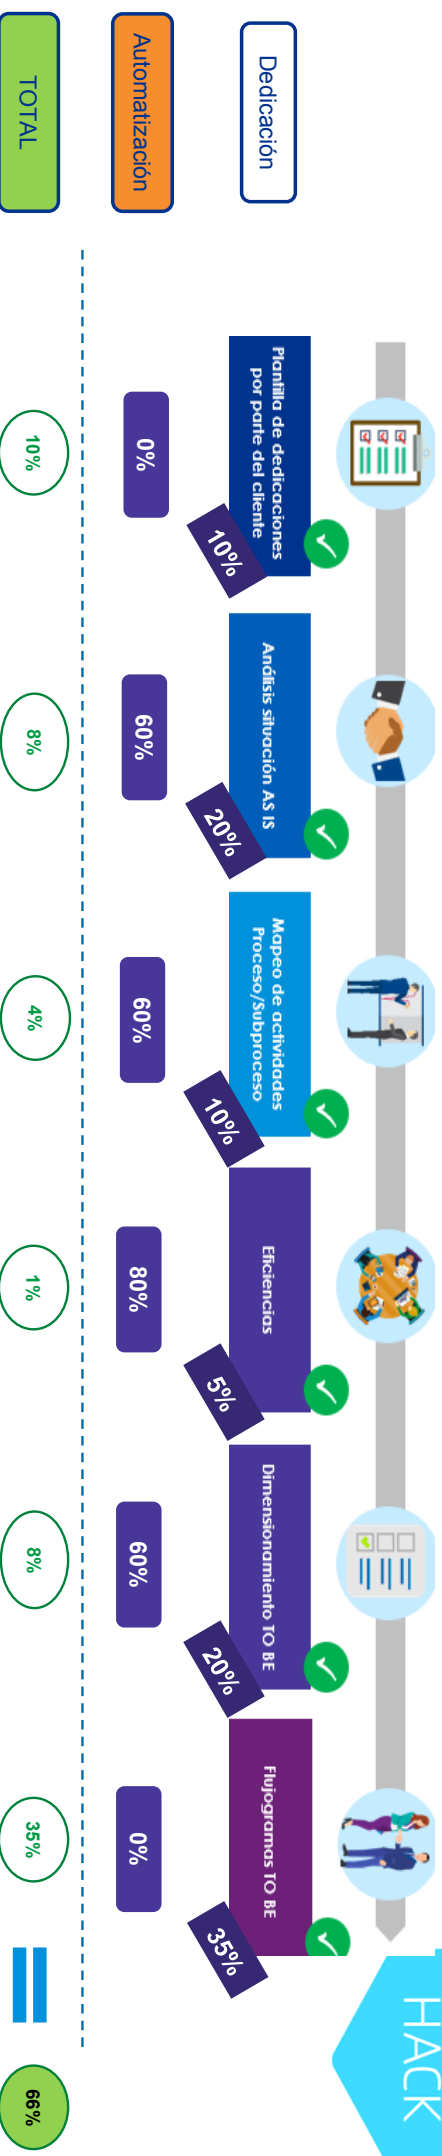 HACK
Dedicación
Plantilla de dedicaciones
por parte del cliente
10%
Análisis situación AS IS
20%
Mapeo de actividades
Proceso/Subproceso
10%
Eficiencias
5%
Dimensionamiento TO BE
20%
Flujogramas TO BE
35%
Automatización
0%
60%
60%
80%
60%
0%
TOTAL
10%
8%
4%
1%
8%
35%
66%